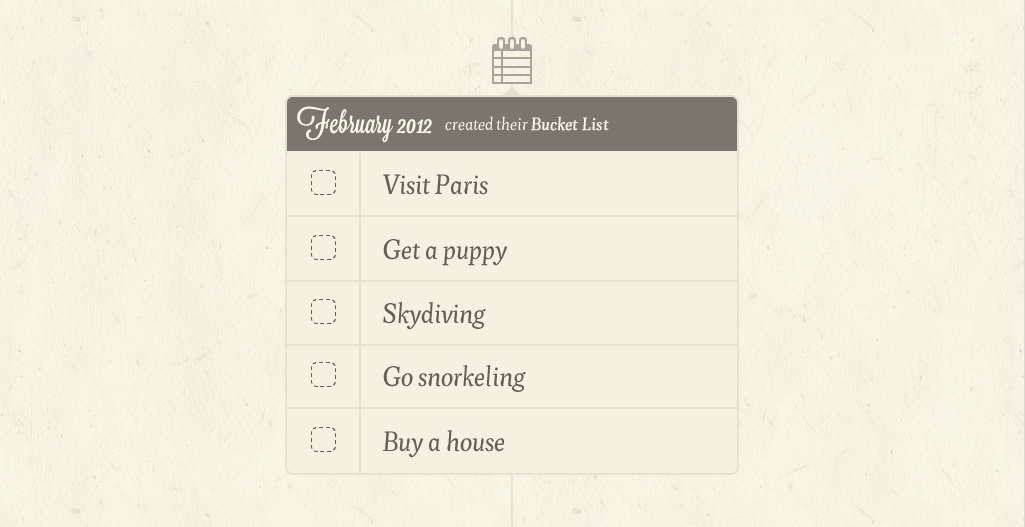 February 2012 created their Bucket List
Visit Paris
Get a puppy
Skydiving
Go snorkeling
Buy a house